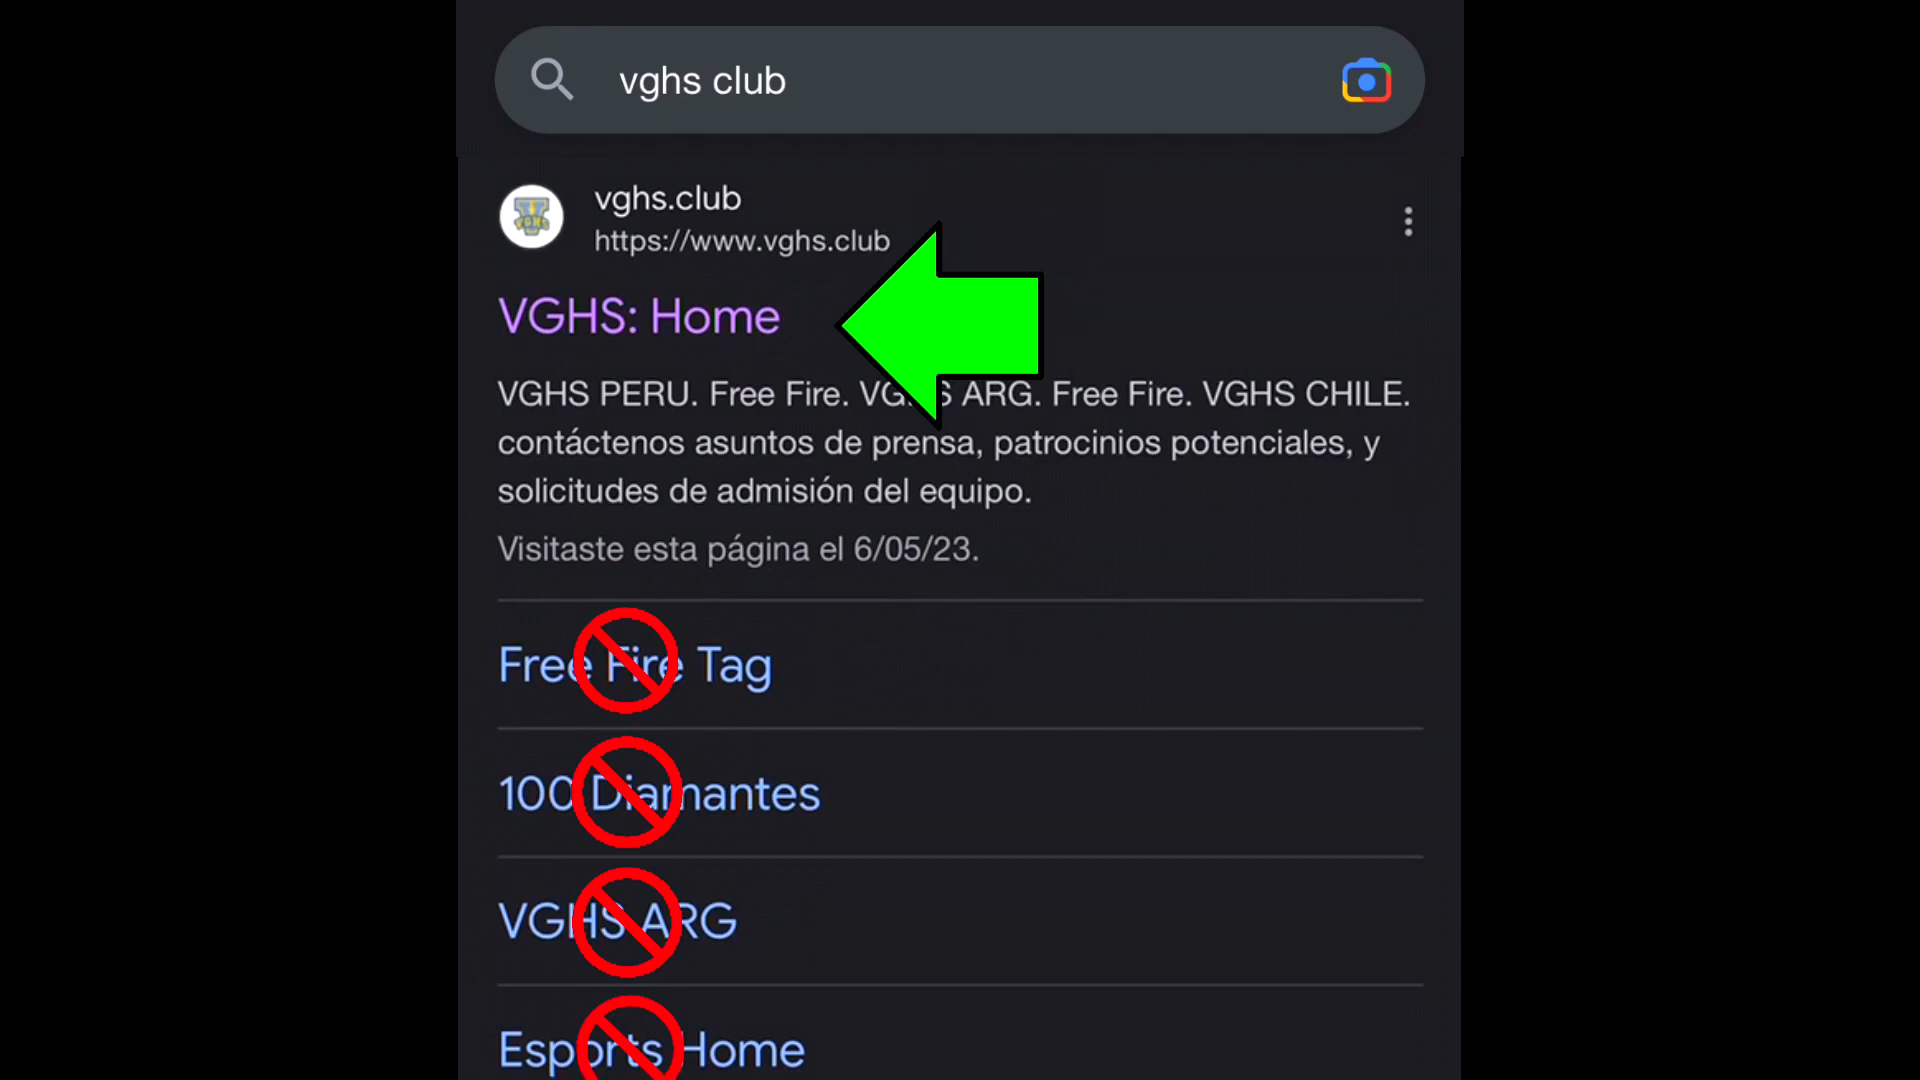 vghs club
vghs.club
https://www.vghs.club
VGHS: Home
VGHS PERU. Free Fire. VGHS ARG. Free Fire. VGHS CHILE.
contáctenos asuntos de prensa, patrocinios potenciales, y
solicitudes de admisión del equipo.
Visitaste esta página el 6/05/23.
Free Fire Tag
100 Diamantes
VGHS ARG
Esports Home